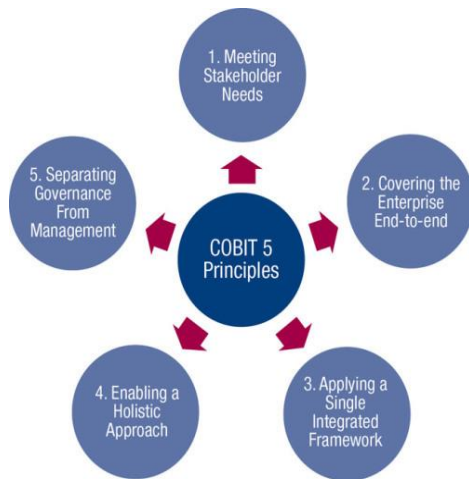 1. Meeting
Stakeholder
Needs
5. Separating
Governance
From
Management
2. Covering the
Enterprise
End-to-end
COBIT 5
Principles
4. Enabling a
Holistic
Approach
3. Applying a
Single
Integrated
Framework